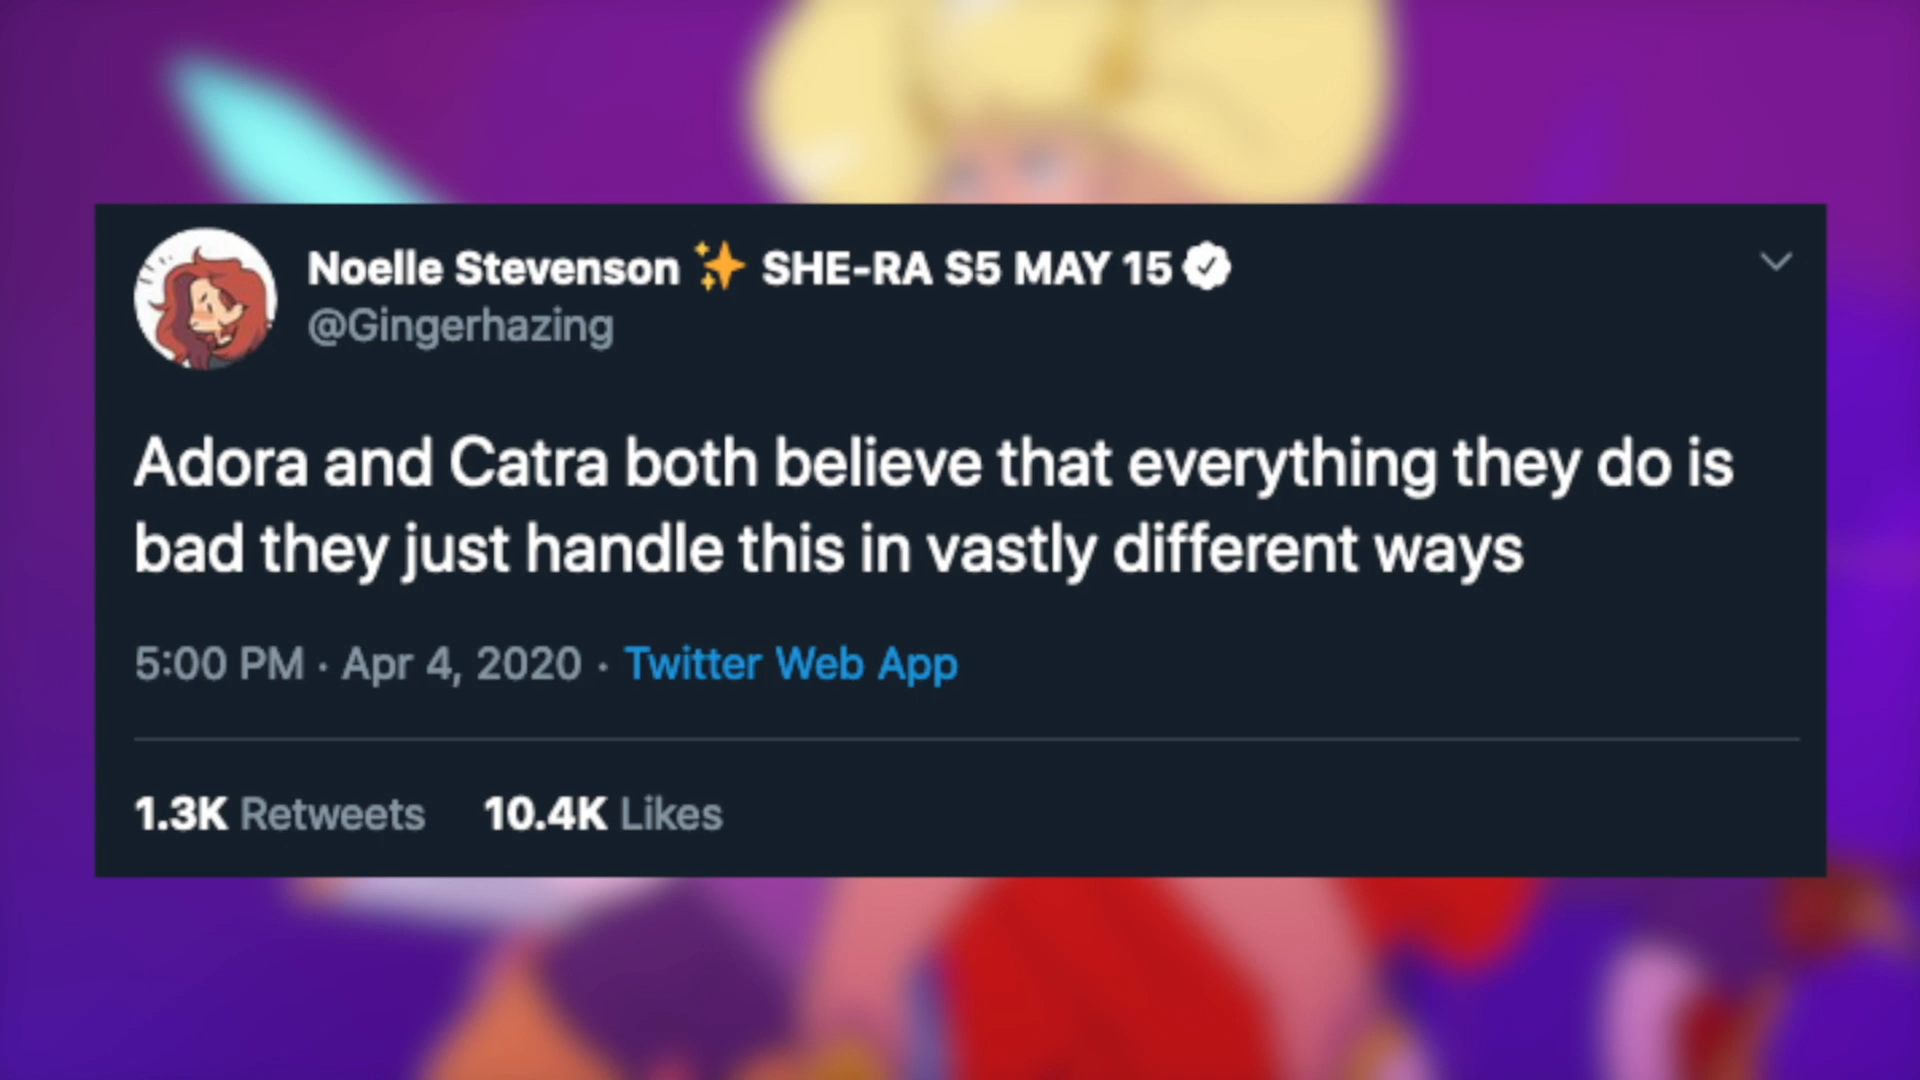 Noelle Stevenson ✨ SHE-RA S5 MAY 15
@Gingerhazing
Adora and Catra both believe that everything they do is
bad they just handle this in vastly different ways
5:00 PM · Apr 4, 2020 · Twitter Web App
1.3K Retweets 10.4K Likes